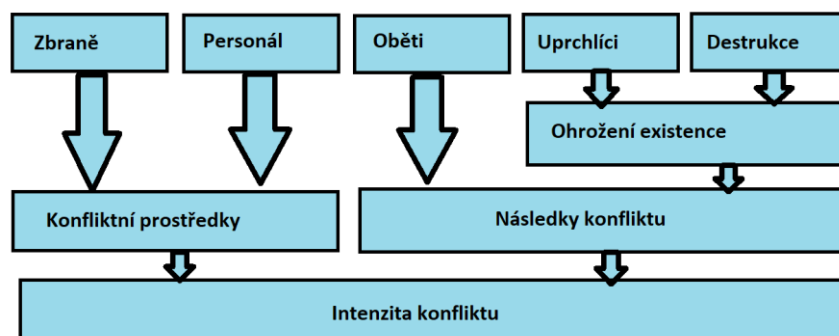 Zbraně
Personál
Oběti
Uprchlíci
Destrukce
Ohrožení existence
Konfliktní prostředky
Následky konfliktu
Intenzita konfliktu